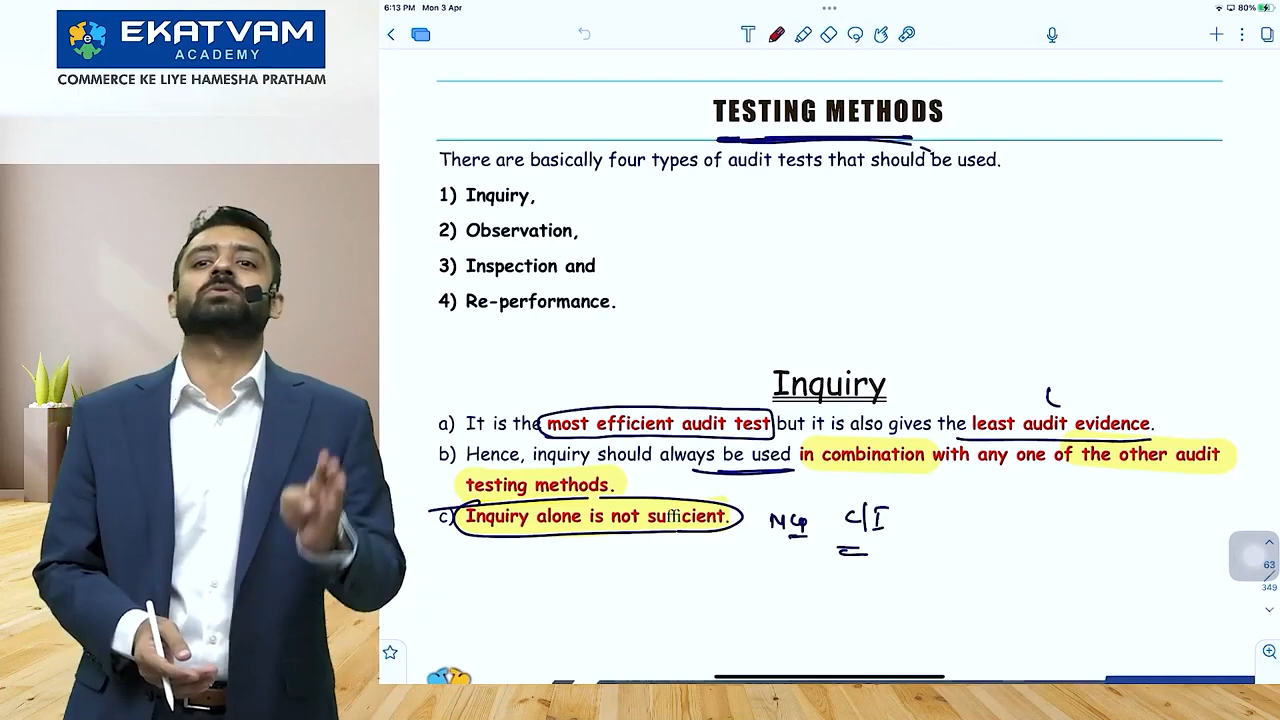 6:13 PM Mon 3 Apr
80%
EKATVAM
ACADEMY
COMMERCE KE LIYE HAMESHA PRATHAM
TESTING METHODS
There are basically four types of audit tests that should be used.
1) Inquiry,
2) Observation,
3) Inspection and
4) Re-performance.
Inquiry
a) It is the most efficient audit test but it is also gives the least audit evidence.
b) Hence, inquiry should always be used in combination with any one of the other audit
testing methods.
c) Inquiry alone is not sufficient.
C/I
63
349